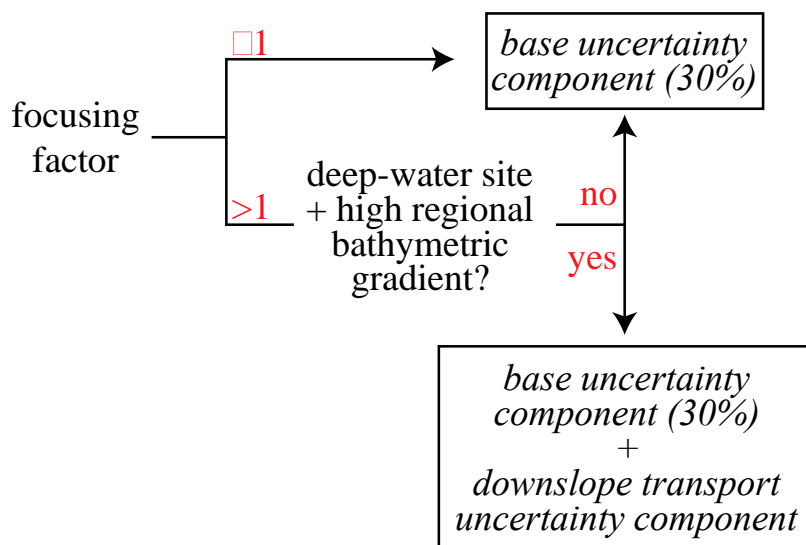 □1
base uncertainty
component (30%)
focusing
factor
>1
deep-water site
+ high regional
bathymetric
gradient?
no
yes
base uncertainty
component (30%)
+
downslope transport
uncertainty component